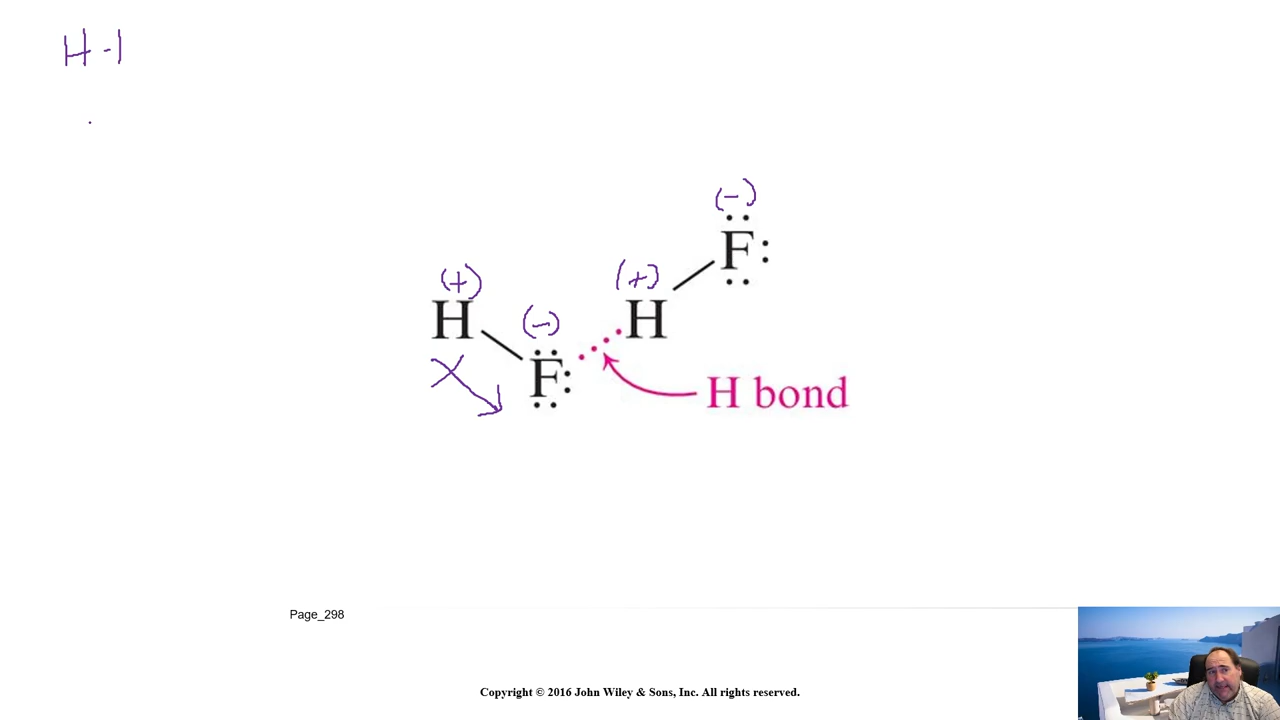 H-1
(-)
F
(+)
(+)
H
H
(-)
F
H bond
Page_298
Copyright © 2016 John Wiley & Sons, Inc. All rights reserved.